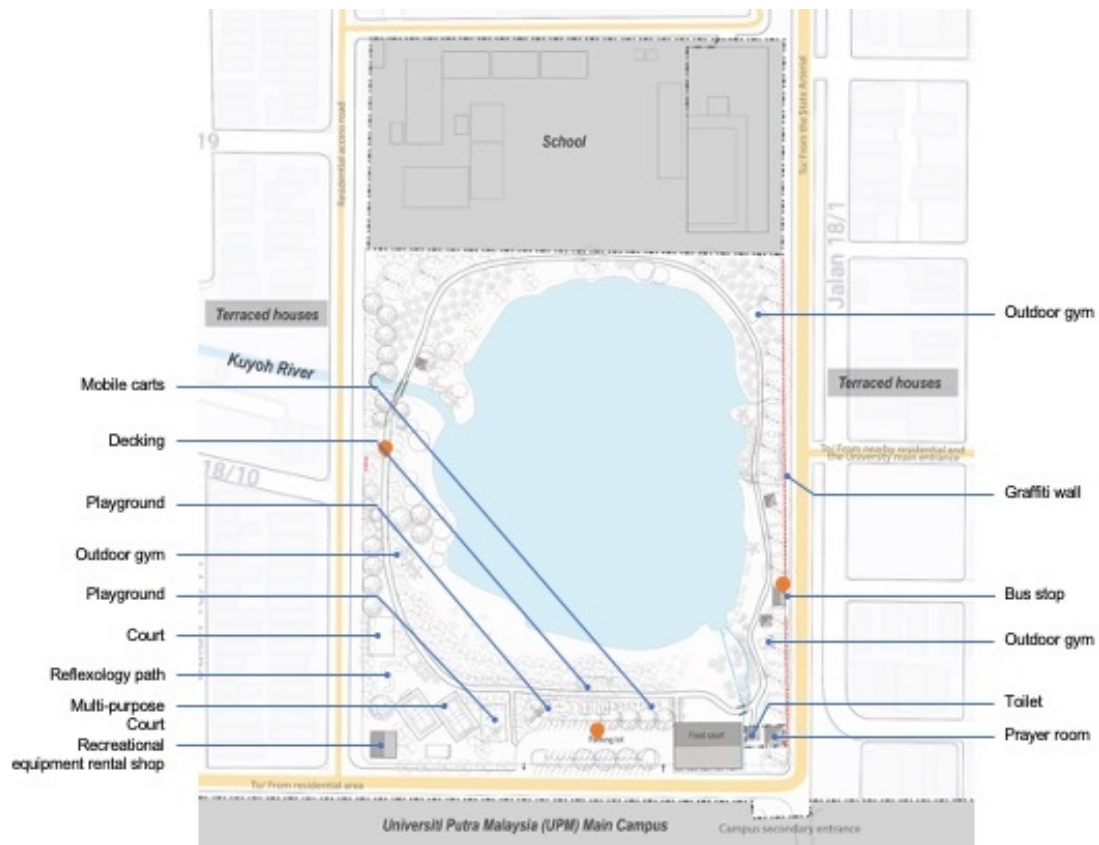 School
Residential access road
To/ From the State Arterial
19
Jalan 18/1
Terraced houses
Outdoor gym
Kuyoh River
Mobile carts
Terraced houses
Decking
To/ From nearby residential and
the University main entrance
18/10
Playground
Graffiti wall
Outdoor gym
Playground
Bus stop
Court
Outdoor gym
Reflexology path
Multi-purpose
Court
Toilet
Recreational
equipment rental shop
Parking lot
Food court
Prayer room
To/ From residential area
Universiti Putra Malaysia (UPM) Main Campus
Campus secondary entrance